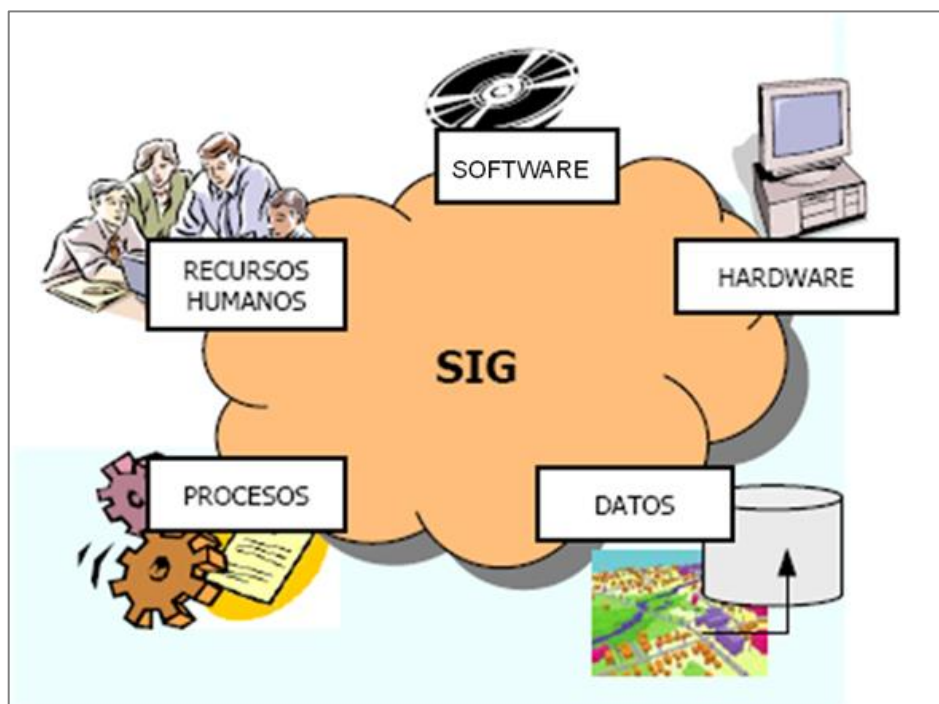 SOFTWARE
RECURSOS
HUMANOS
HARDWARE
SIG
PROCESOS
DATOS